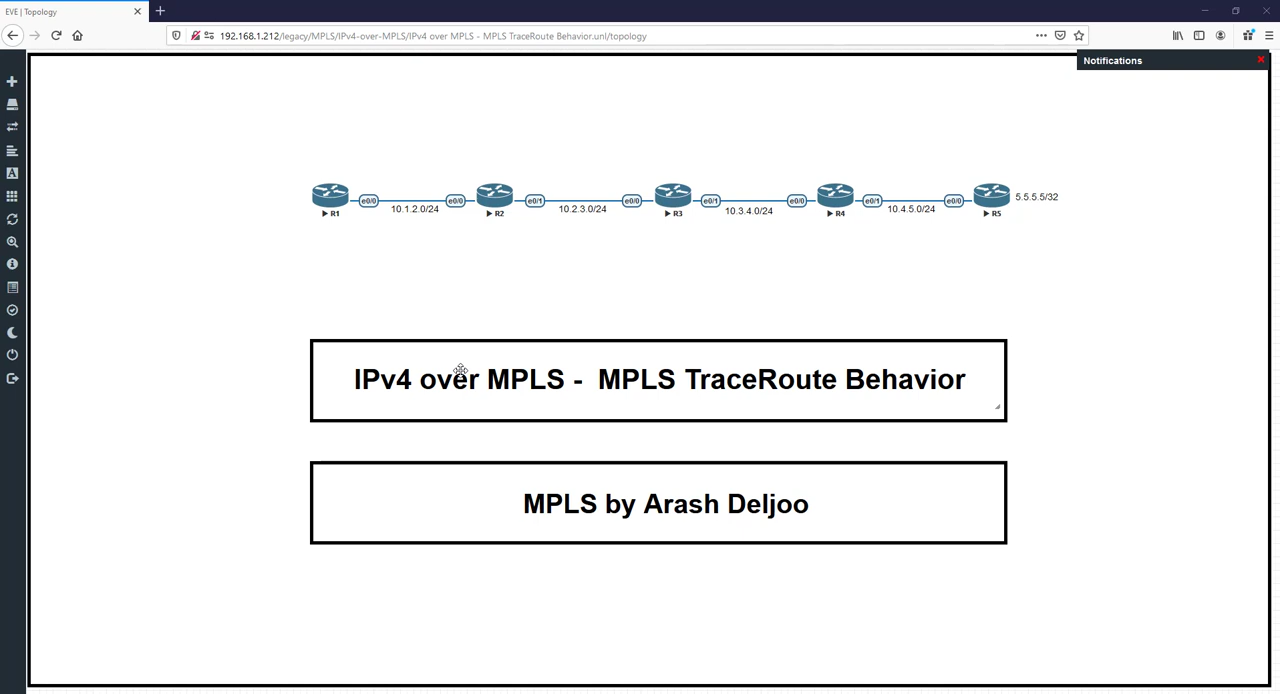 EVE | Topology
192.168.1.212/legacy/MPLS/IPv4-over-MPLS/IPv4 over MPLS - MPLS TraceRoute Behavior.unl/topology
Notifications
e0/0 e0/0 e0/1 e0/0 e0/1 e0/0 e0/1 e0/0 5.5.5.5/32
10.1.2.0/24 10.2.3.0/24 10.3.4.0/24 10.4.5.0/24
R1 R2 R3 R4 R5
IPv4 over MPLS - MPLS TraceRoute Behavior
MPLS by Arash Deljoo